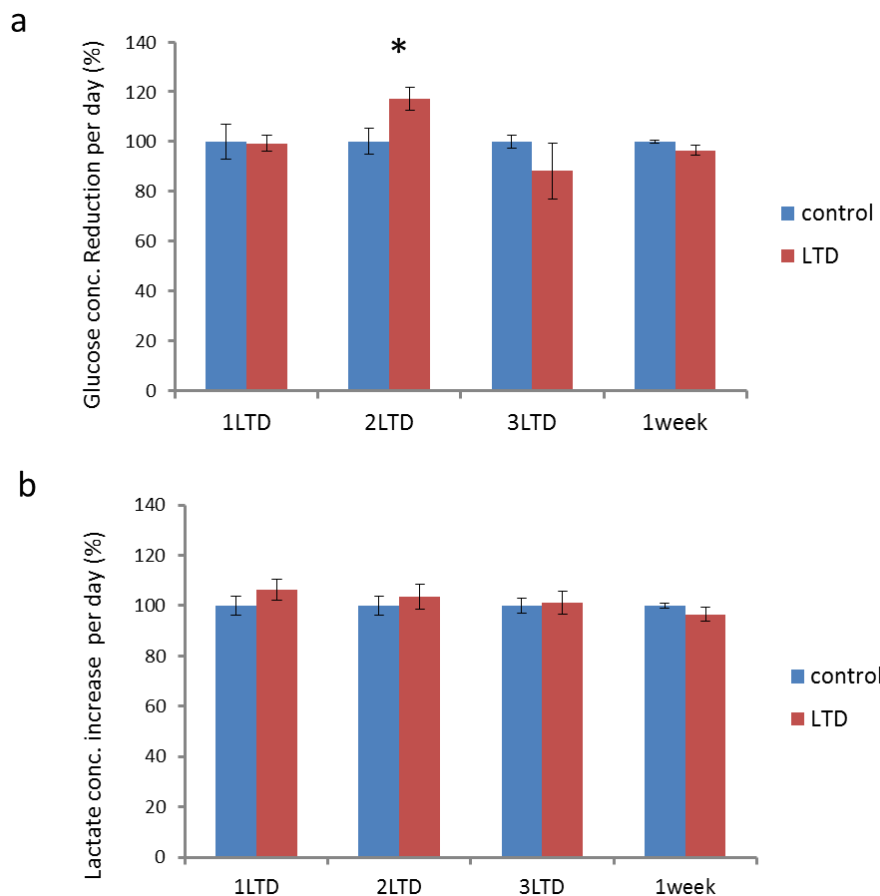 a
Glucose conc. Reduction per day (%)
140
120
100
80
60
40
20
0
*
1LTD 2LTD 3LTD 1week
control
LTD
b
Lactate conc. increase per day (%)
140
120
100
80
60
40
20
0
1LTD 2LTD 3LTD 1week
control
LTD